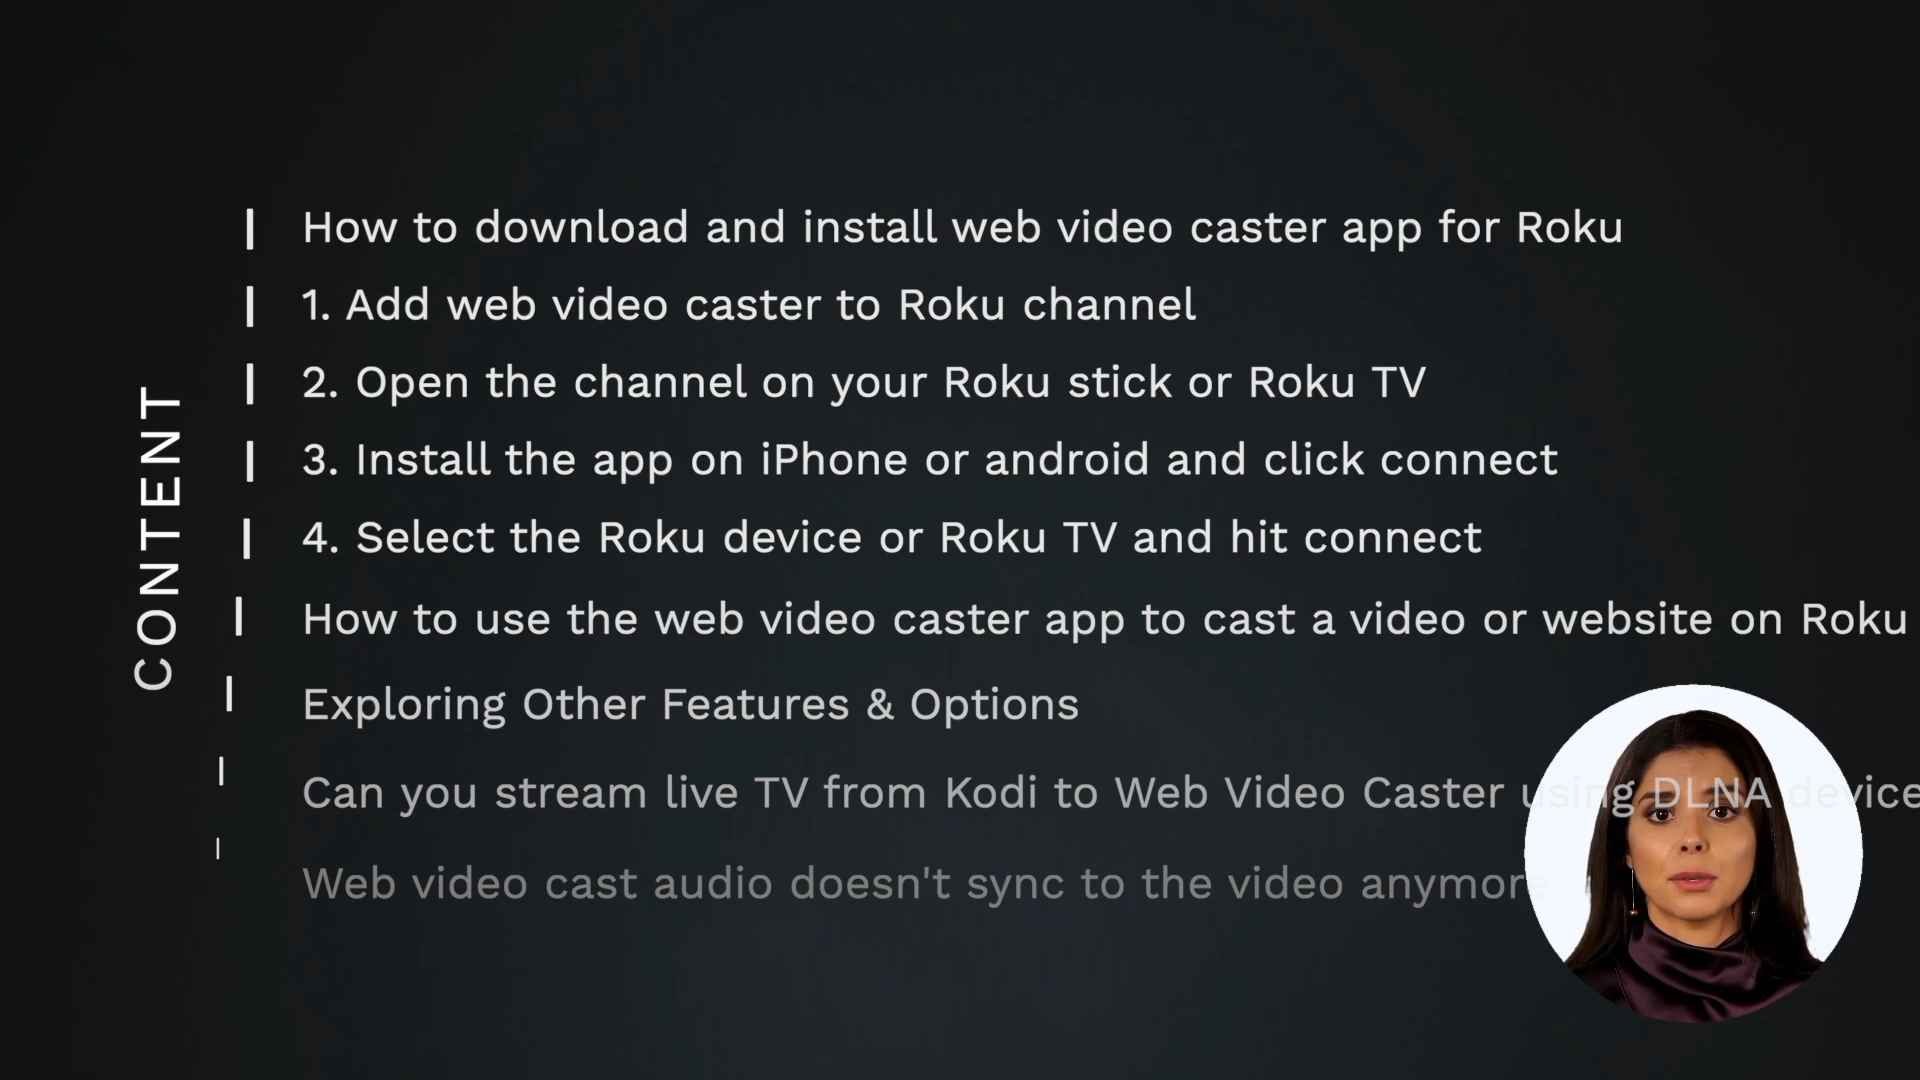 CONTENT
How to download and install web video caster app for Roku
1. Add web video caster to Roku channel
2. Open the channel on your Roku stick or Roku TV
3. Install the app on iPhone or android and click connect
4. Select the Roku device or Roku TV and hit connect
How to use the web video caster app to cast a video or website on Roku
Exploring Other Features & Options
Can you stream live TV from Kodi to Web Video Caster using DLNA device
Web video cast audio doesn't sync to the video anymore